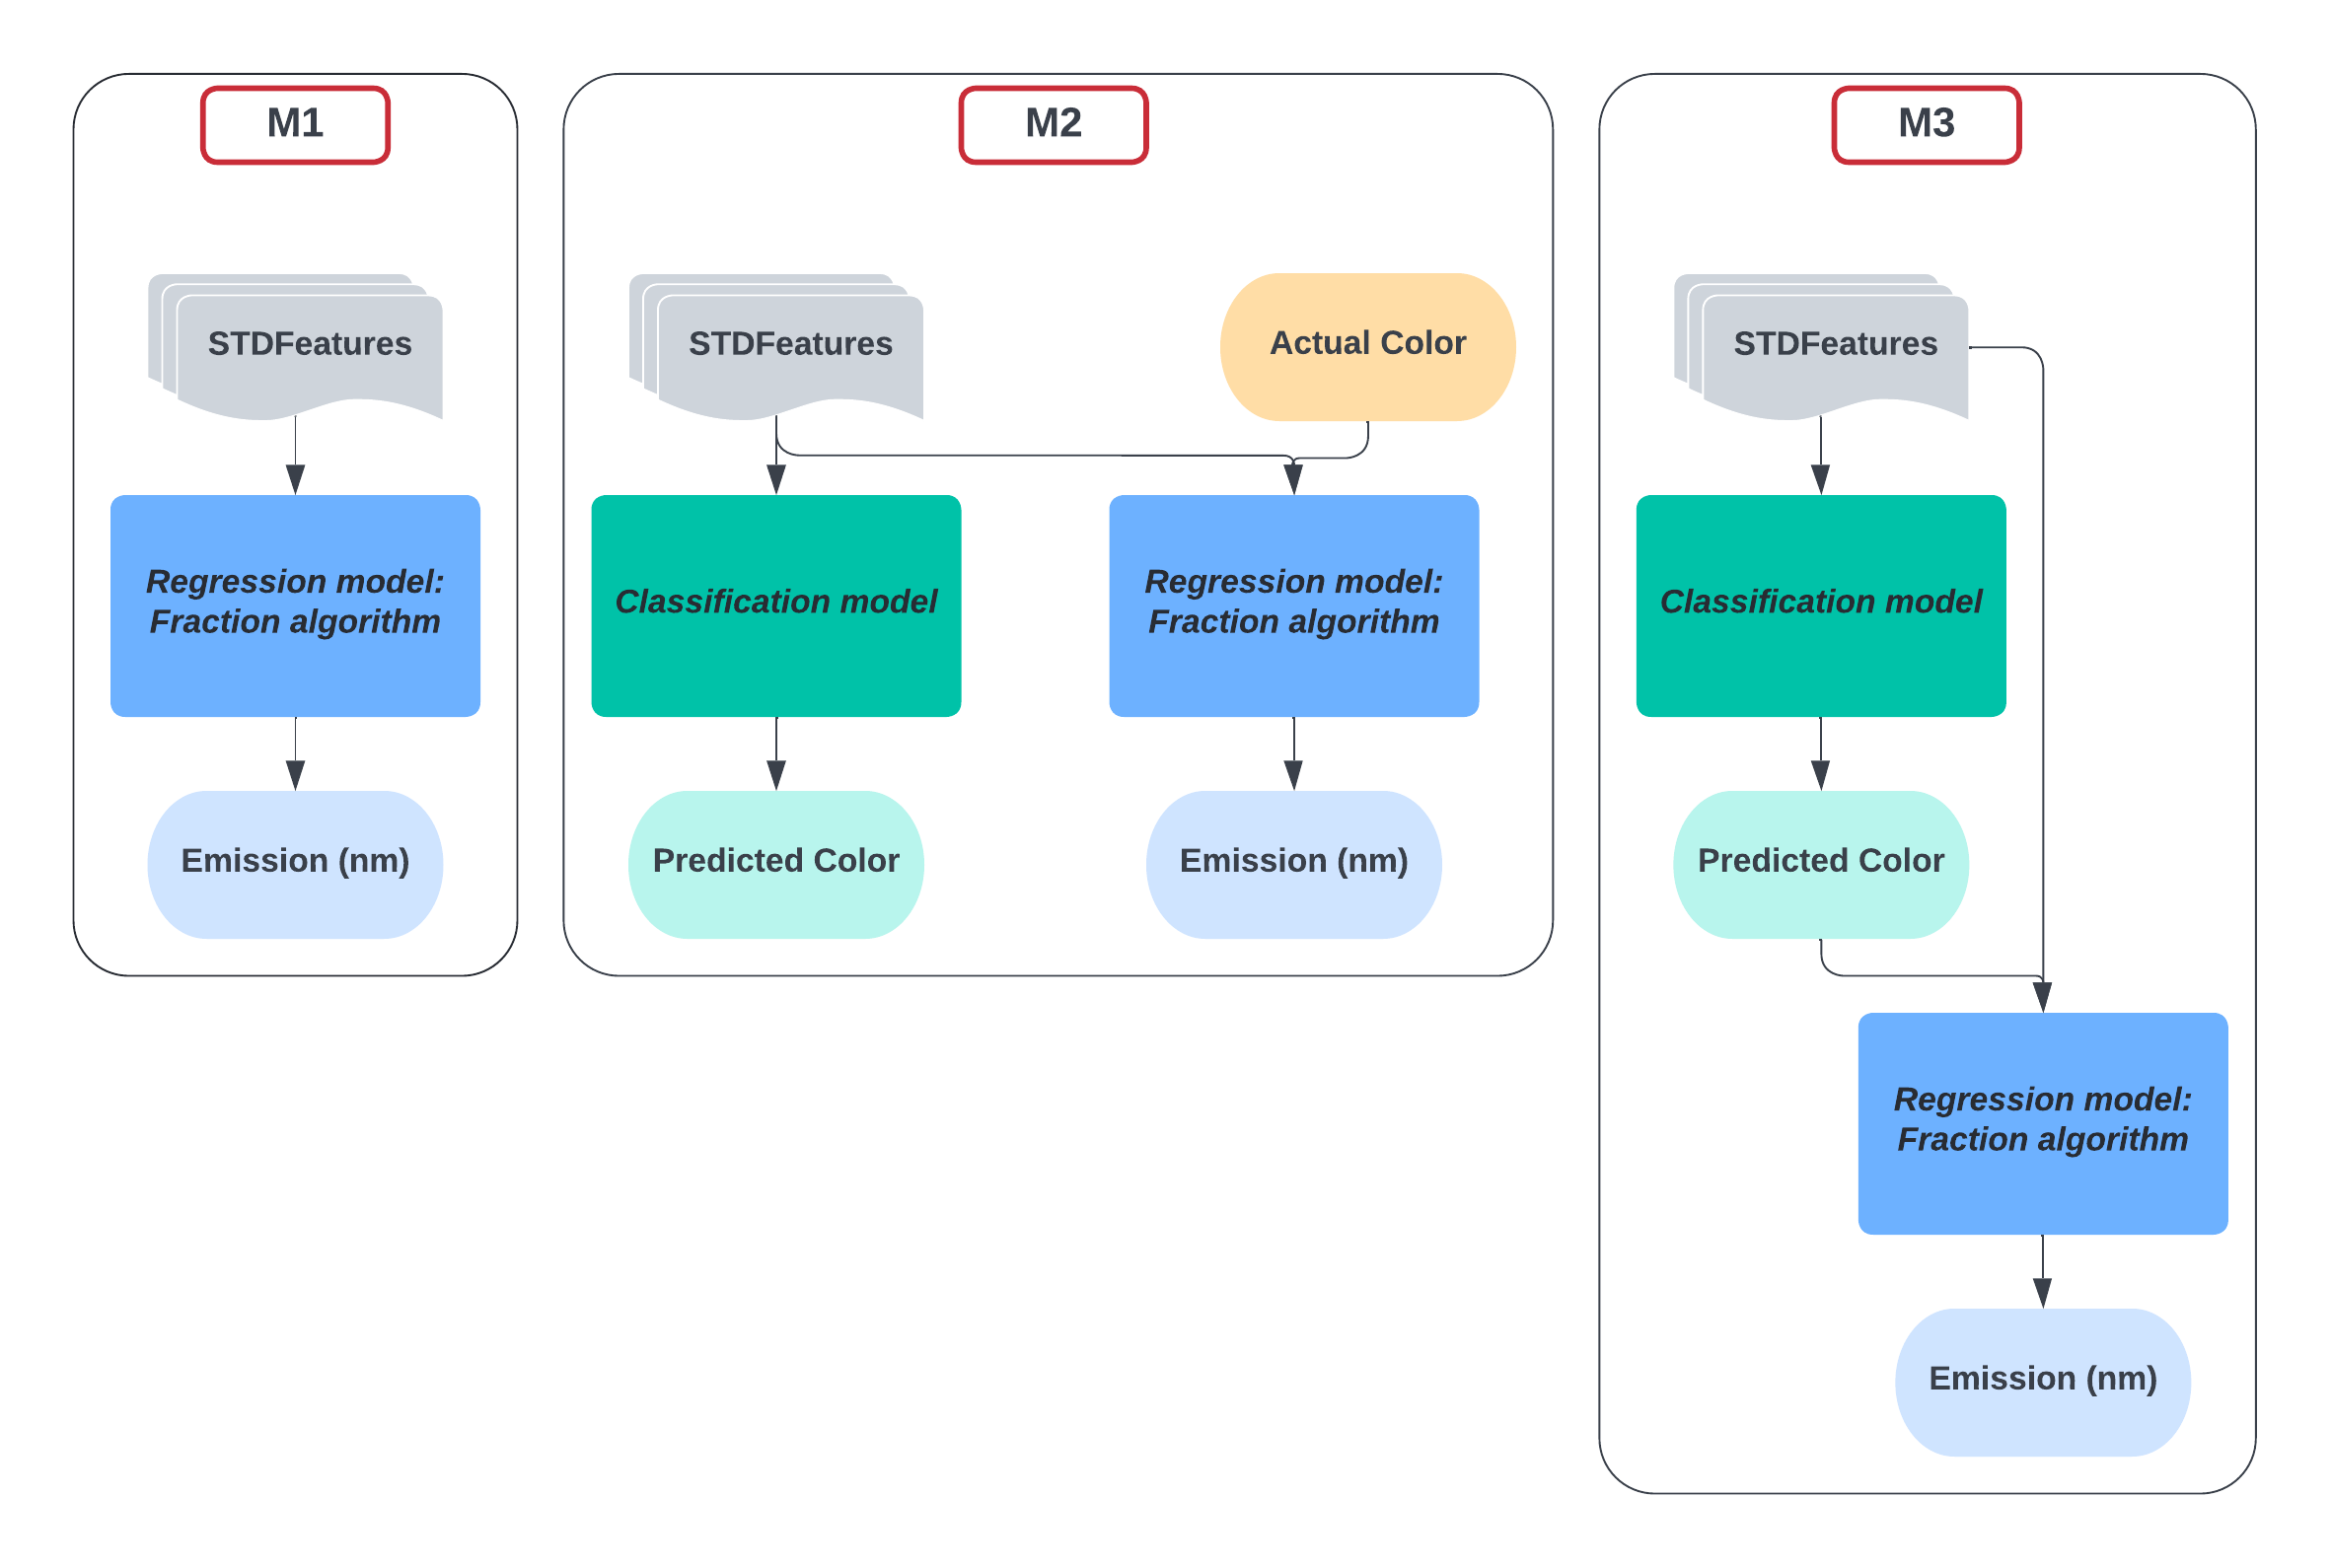 M1
STDFeatures
Regression model:
Fraction algorithm
Emission (nm)
M2
STDFeatures
Actual Color
Classification model
Regression model:
Fraction algorithm
Predicted Color
Emission (nm)
M3
STDFeatures
Classification model
Predicted Color
Regression model:
Fraction algorithm
Emission (nm)